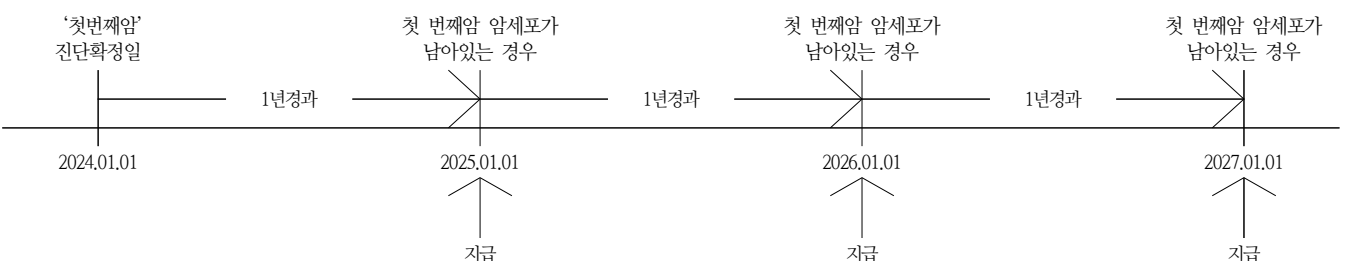 ‘첫번째암’
진단확정일
첫 번째암 암세포가
남아있는 경우
첫 번째암 암세포가
남아있는 경우
첫 번째암 암세포가
남아있는 경우
1년경과
1년경과
1년경과
2024.01.01
2025.01.01
2026.01.01
2027.01.01
지급
지급
지급